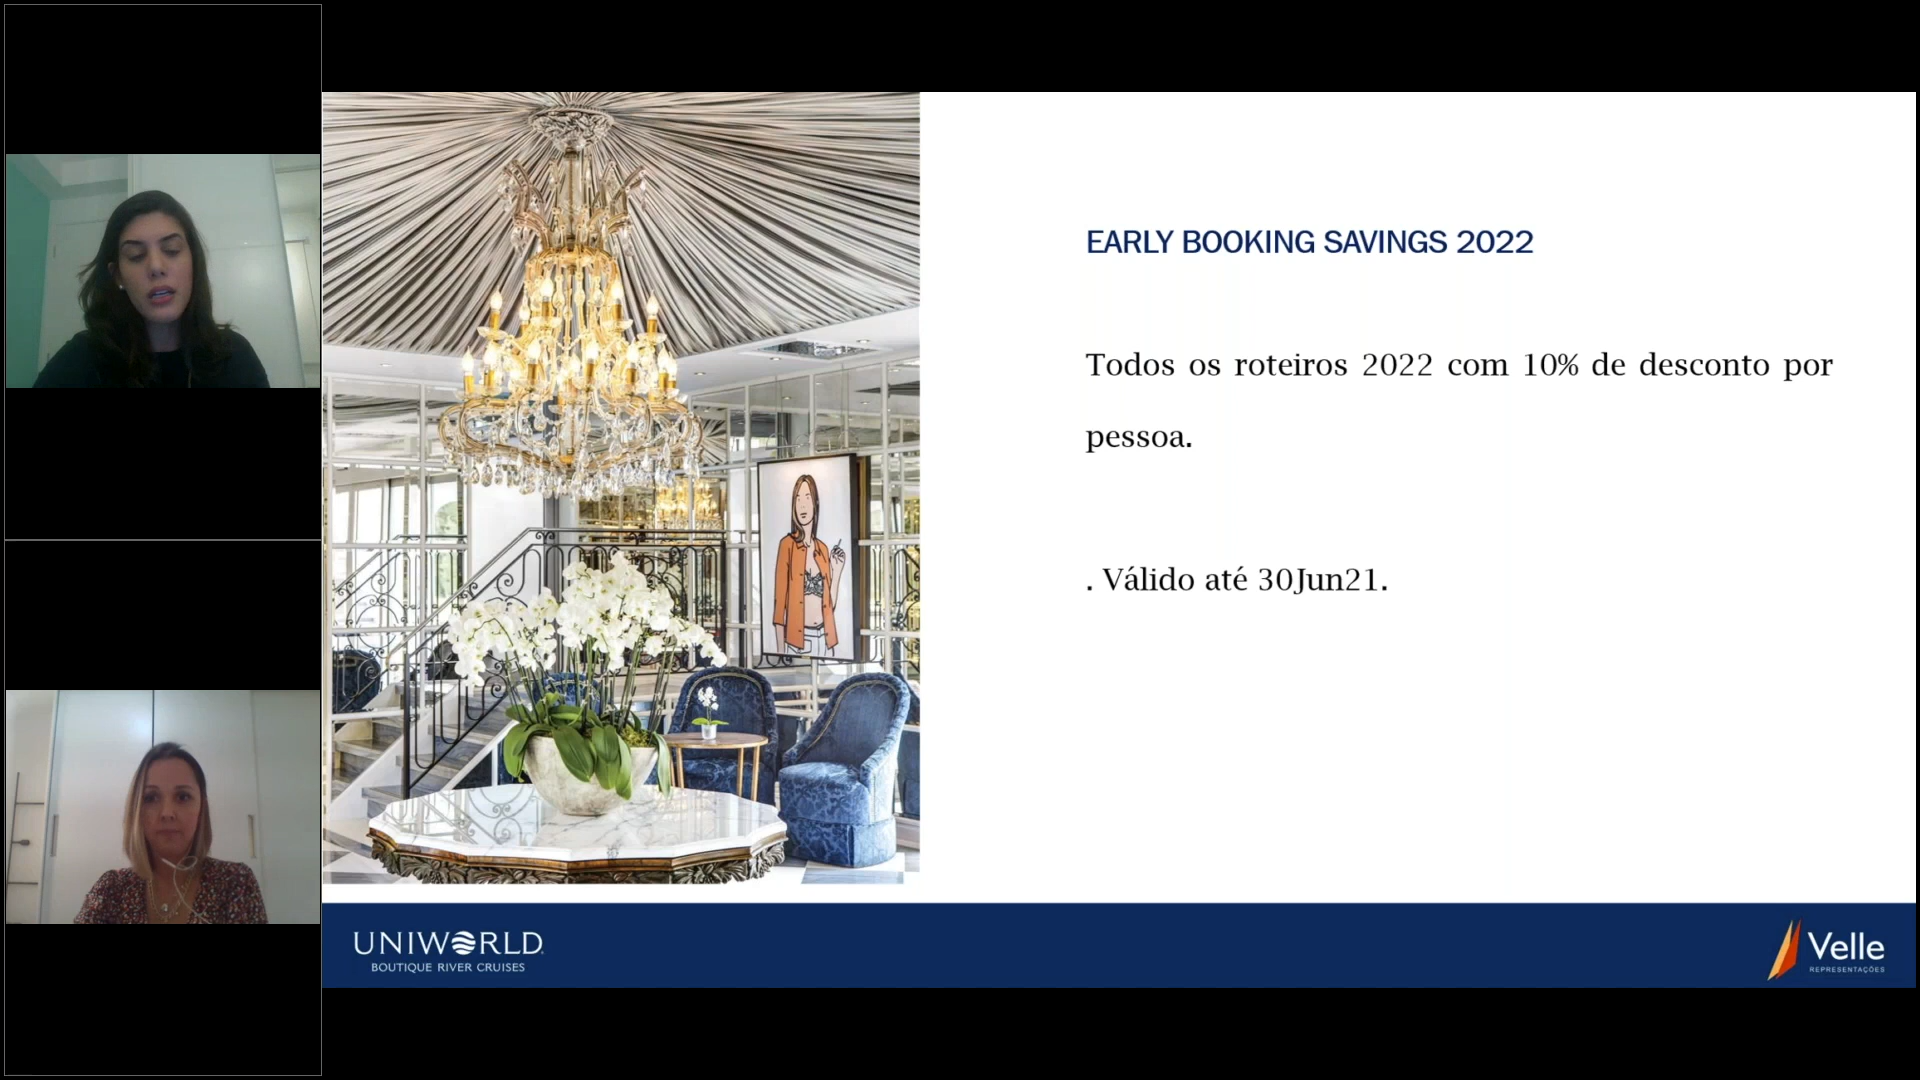 EARLY BOOKING SAVINGS 2022
Todos os roteiros 2022 com 10% de desconto por
pessoa.
. Válido até 30Jun21.
UNIWORLD
BOUTIQUE RIVER CRUISES
Velle
REPRESENTAÇÕES